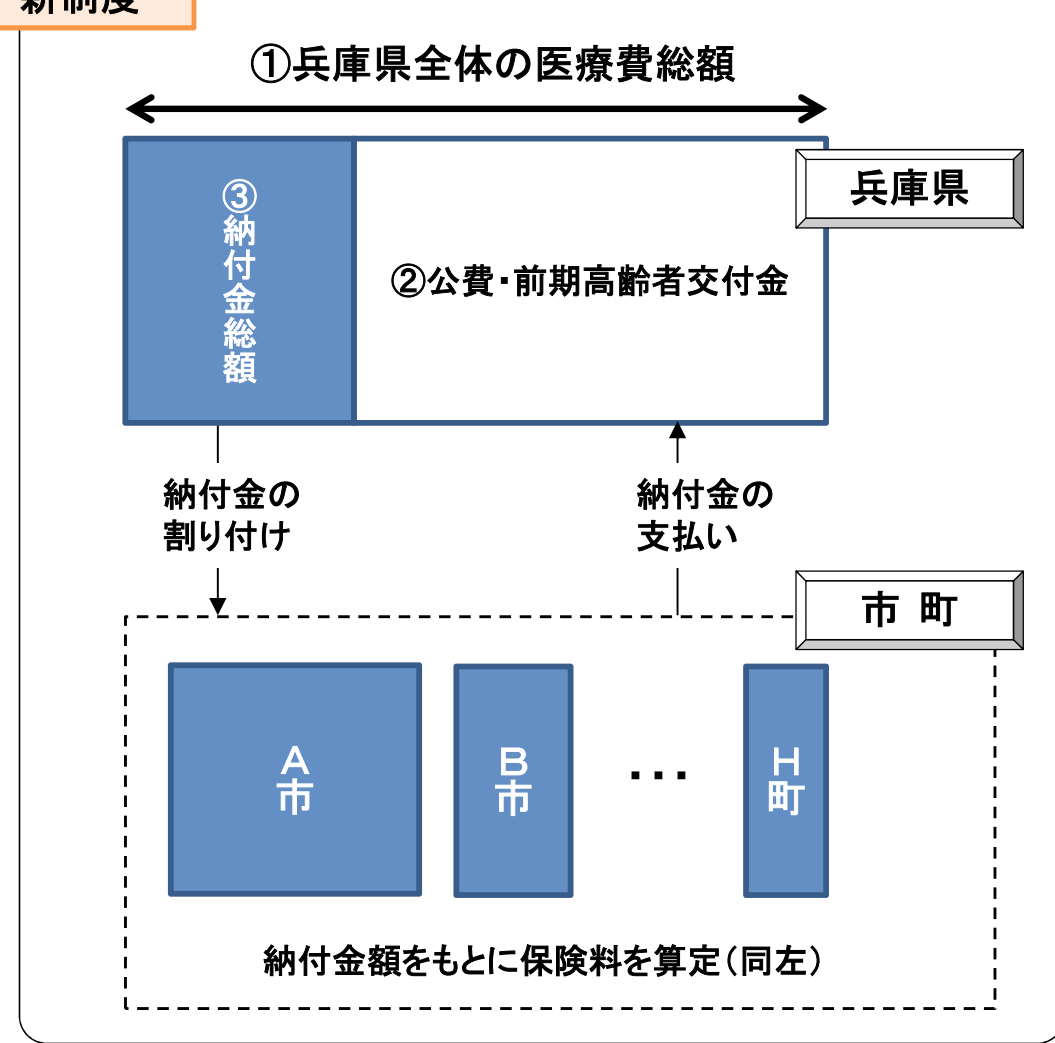 新制度
①兵庫県全体の医療費総額
兵庫県
③納付金総額
②公費・前期高齢者交付金
納付金の
割り付け
納付金の
支払い
市 町
A市
B市
・・・
H町
納付金額をもとに保険料を算定(同左)